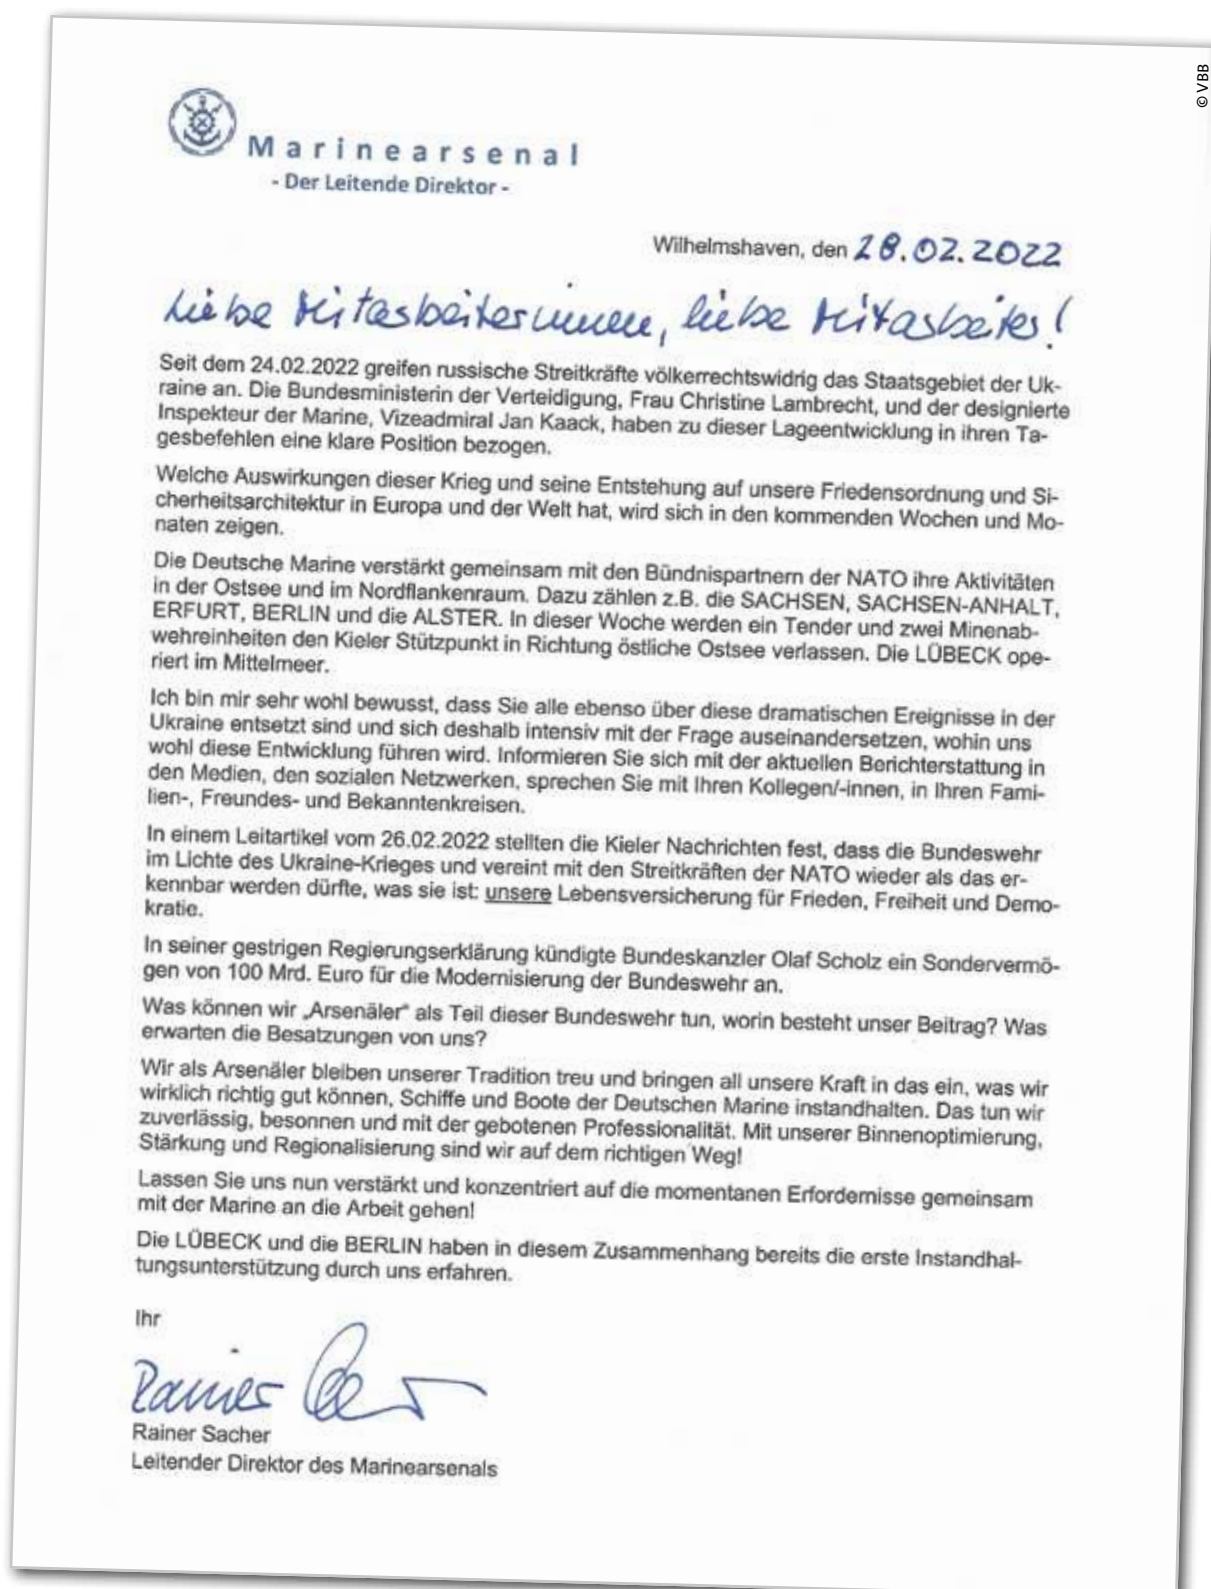 © VBB
Marinearsenal
- Der Leitende Direktor -
Wilhelmshaven, den 28.02.2022
Liebe Mitarbeiterinnen, liebe Mitarbeiter!
Seit dem 24.02.2022 greifen russische Streitkräfte völkerrechtswidrig das Staatsgebiet der Uk-
raine an. Die Bundesministerin der Verteidigung, Frau Christine Lambrecht, und der designierte
Inspekteur der Marine, Vizeadmiral Jan Kaack, haben zu dieser Lageentwicklung in ihren Ta-
gesbefehlen eine klare Position bezogen.
Welche Auswirkungen dieser Krieg und seine Entstehung auf unsere Friedensordnung und Si-
cherheitsarchitektur in Europa und der Welt hat, wird sich in den kommenden Wochen und Mo-
naten zeigen.
Die Deutsche Marine verstärkt gemeinsam mit den Bündnispartnern der NATO ihre Aktivitäten
in der Ostsee und im Nordflankenraum. Dazu zählen z.B. die SACHSEN, SACHSEN-ANHALT,
ERFURT, BERLIN und die ALSTER. In dieser Woche werden ein Tender und zwei Minenab-
wehreinheiten den Kieler Stützpunkt in Richtung östliche Ostsee verlassen. Die LÜBECK ope-
riert im Mittelmeer.
Ich bin mir sehr wohl bewusst, dass Sie alle ebenso über diese dramatischen Ereignisse in der
Ukraine entsetzt sind und sich deshalb intensiv mit der Frage auseinandersetzen, wohin uns
wohl diese Entwicklung führen wird. Informieren Sie sich mit der aktuellen Berichterstattung in
den Medien, den sozialen Netzwerken, sprechen Sie mit Ihren Kollegen/-innen, in Ihren Fami-
lien-, Freundes- und Bekanntenkreisen.
In einem Leitartikel vom 26.02.2022 stellten die Kieler Nachrichten fest, dass die Bundeswehr
im Lichte des Ukraine-Krieges und vereint mit den Streitkräften der NATO wieder als das er-
kennbar werden dürfte, was sie ist: unsere Lebensversicherung für Frieden, Freiheit und Demo-
kratie.
In seiner gestrigen Regierungserklärung kündigte Bundeskanzler Olaf Scholz ein Sondervermö-
gen von 100 Mrd. Euro für die Modernisierung der Bundeswehr an.
Was können wir „Arsenäler“ als Teil dieser Bundeswehr tun, worin besteht unser Beitrag? Was
erwarten die Besatzungen von uns?
Wir als Arsenäler bleiben unserer Tradition treu und bringen all unsere Kraft in das ein, was wir
wirklich richtig gut können, Schiffe und Boote der Deutschen Marine instandhalten. Das tun wir
zuverlässig, besonnen und mit der gebotenen Professionalität. Mit unserer Binnenoptimierung,
Stärkung und Regionalisierung sind wir auf dem richtigen Weg!
Lassen Sie uns nun verstärkt und konzentriert auf die momentanen Erfordernisse gemeinsam
mit der Marine an die Arbeit gehen!
Die LÜBECK und die BERLIN haben in diesem Zusammenhang bereits die erste Instandhal-
tungsunterstützung durch uns erfahren.
Ihr
Rainer
Rainer Sacher
Leitender Direktor des Marinearsenals